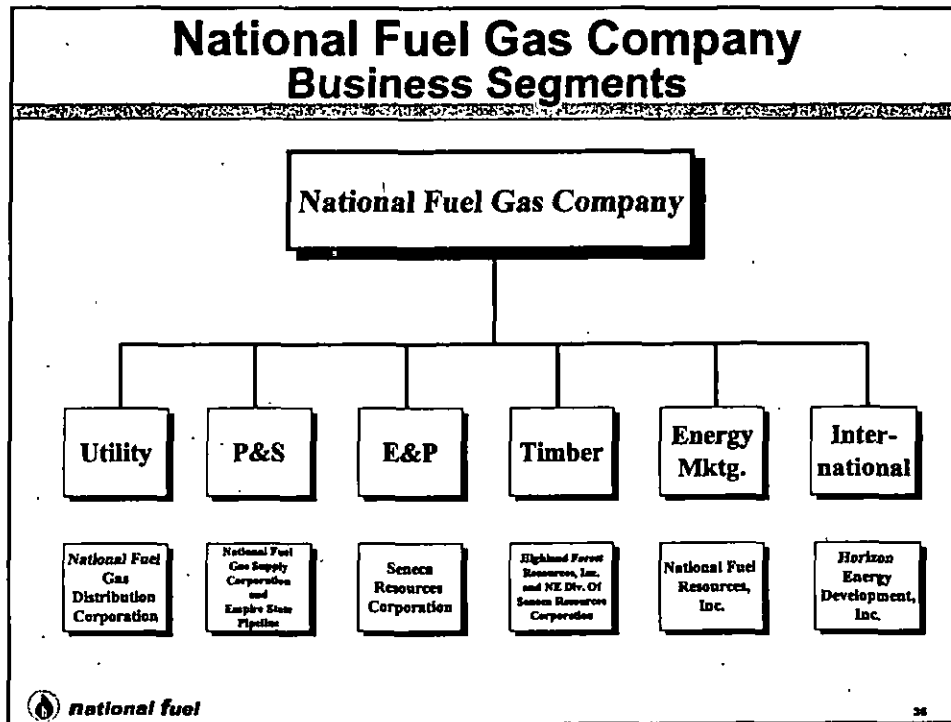 National Fuel Gas Company
Business Segments
National Fuel Gas Company
Utility
P&S
E&P
Timber
Energy
Mktg.
Inter-
national
National Fuel
Gas
Distribution
Corporation
National Fuel
Gas Supply
Corporation
and
Empire State
Pipeline
Seneca
Resources
Corporation
Highland Forest
Resources, Inc.
and NE Div. Of
Seneca Resources
Corporation
National Fuel
Resources,
Inc.
Horizon
Energy
Development,
Inc.
national fuel